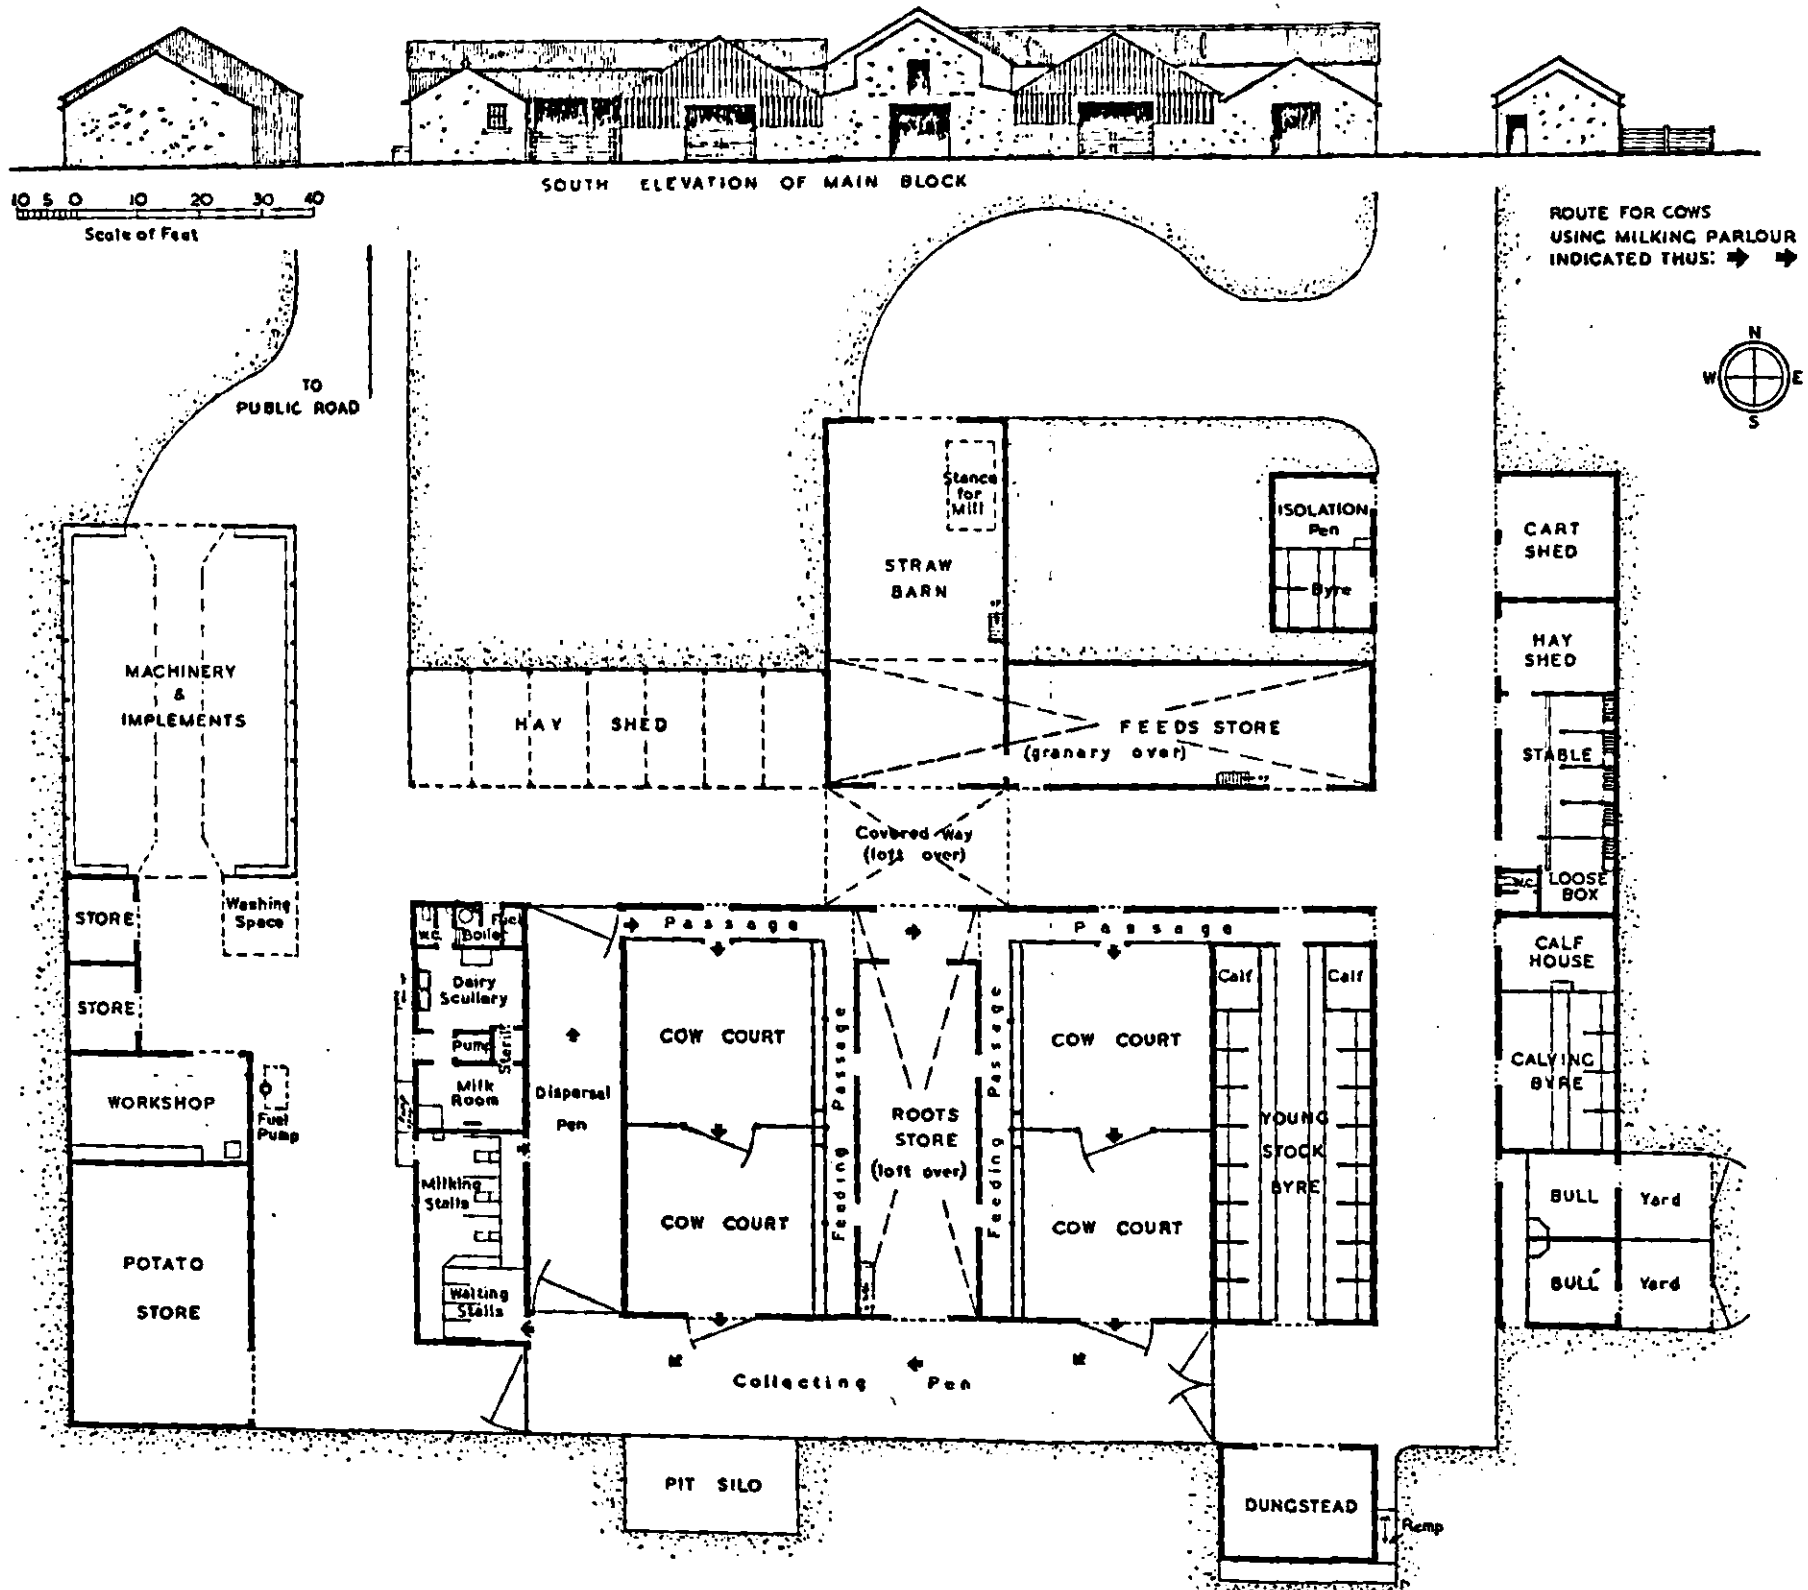 SOUTH ELEVATION OF MAIN BLOCK
10 5 0 10 20 30 40
Scale of Feet
ROUTE FOR COWS
USING MILKING PARLOUR
INDICATED THUS:
N
W E
S
TO
PUBLIC ROAD
Stance
for
Mill
STRAW
BARN
ISOLATION
Pen
Byre
CART
SHED
HAY
SHED
STABLE
W.C.
LOOSE
BOX
MACHINERY
&
IMPLEMENTS
HAY SHED
FEEDS STORE
(granary over)
Covered Way
(loft over)
STORE
Washing
Space
STORE
WORKSHOP
Fuel
Pump
POTATO
STORE
W.C.
Boiler
Fuel
Dairy
Scullery
Pump
Steril
Milk
Room
Milking
Stalls
Waiting
Stalls
Dispersal
Pen
Passage
Passage
COW COURT
COW COURT
Feeding Passage
ROOTS
STORE
(loft over)
Feeding Passage
COW COURT
COW COURT
Calf
Calf
YOUNG
STOCK
BYRE
CALF
HOUSE
CALVING
BYRE
BULL Yard
BULL Yard
Collecting Pen
PIT SILO
DUNGSTEAD
Ramp